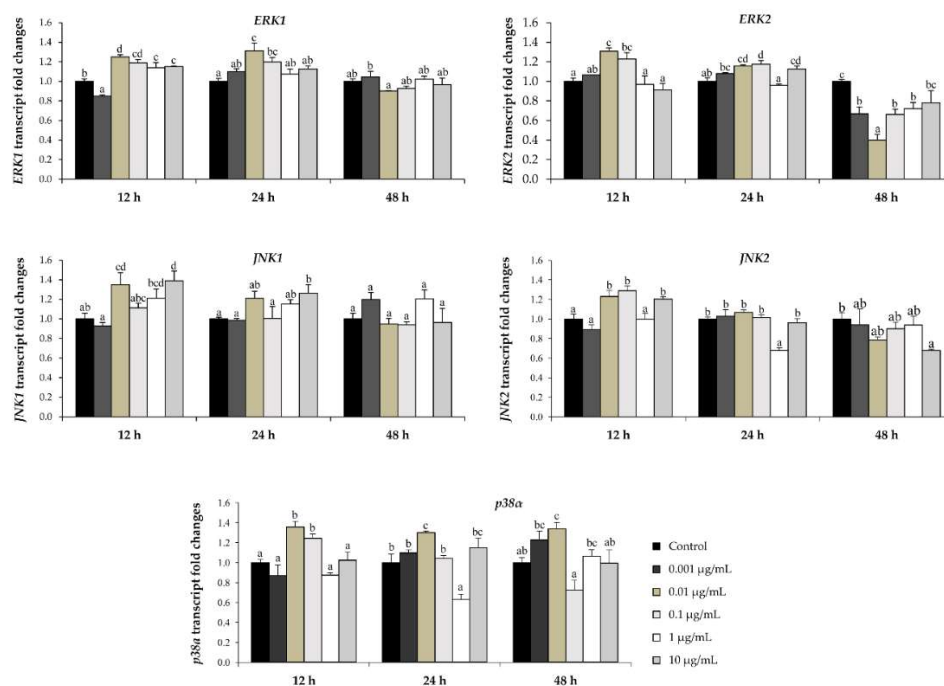 ERK1
ERK1 transcript fold changes
1.6
1.4
1.2
1.0
0.8
0.6
0.4
0.2
0.0
b a d cd c c
a ab c bc ab ab
ab b a ab ab ab
12 h 24 h 48 h
ERK2
ERK2 transcript fold changes
1.6
1.4
1.2
1.0
0.8
0.6
0.4
0.2
0.0
a ab c bc a a
ab bc cd d a cd
c b a b b bc
12 h 24 h 48 h
JNK1
JNK1 transcript fold changes
1.6
1.4
1.2
1.0
0.8
0.6
0.4
0.2
0.0
ab a cd abc bcd d
a a ab a ab b
a a a a a a
12 h 24 h 48 h
JNK2
JNK2 transcript fold changes
1.6
1.4
1.2
1.0
0.8
0.6
0.4
0.2
0.0
a a b b a b
b b b b a b
b ab ab ab ab a
12 h 24 h 48 h
p38α
p38α transcript fold changes
1.6
1.4
1.2
1.0
0.8
0.6
0.4
0.2
0.0
a a b b a a
b b c b a bc
ab bc c a bc ab
12 h 24 h 48 h
Control
0.001 µg/mL
0.01 µg/mL
0.1 µg/mL
1 µg/mL
10 µg/mL